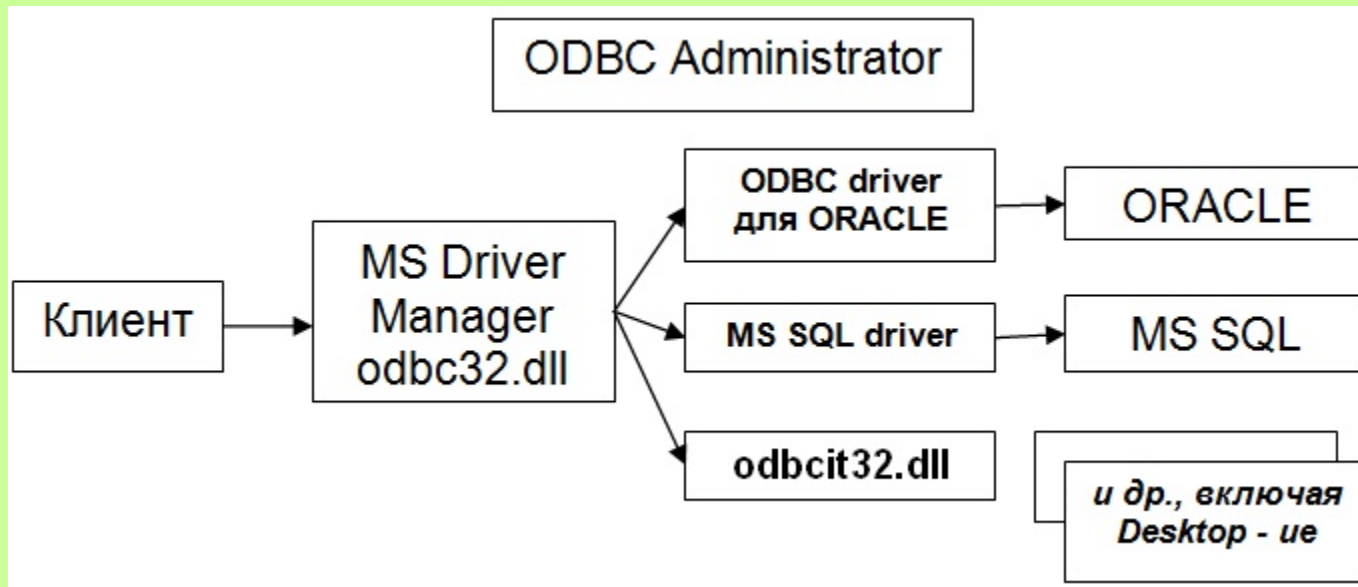 ODBC Administrator
ODBC driver
для ORACLE
ORACLE
MS Driver
Manager
odbc32.dll
Клиент
MS SQL driver
MS SQL
odbcit32.dll
и др., включая
Desktop - ие